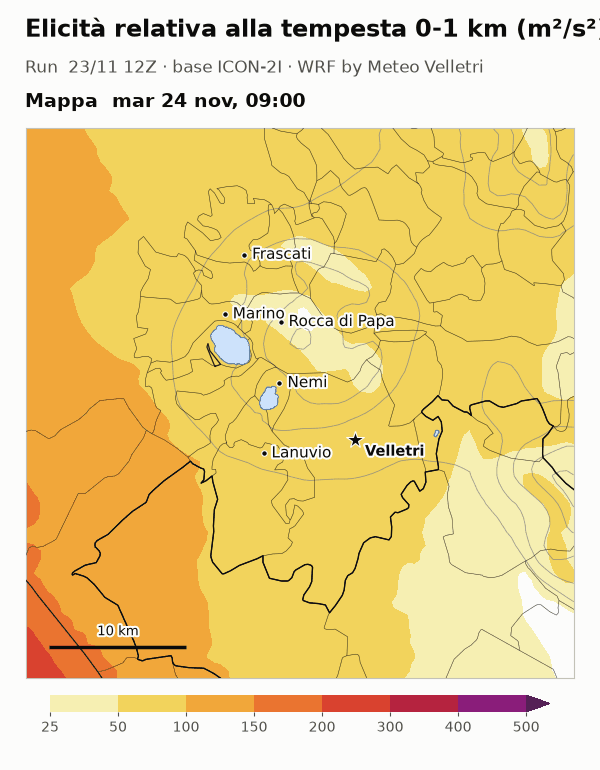 Elicità relativa alla tempesta 0-1 km (m²/s²)
Run  23/11 12Z · base ICON-2I · WRF by Meteo Velletri
Mappa  mar 24 nov, 09:00
Frascati
Marino
Rocca di Papa
Nemi
Velletri
Lanuvio
10 km
25 50 100 150 200 300 400 500